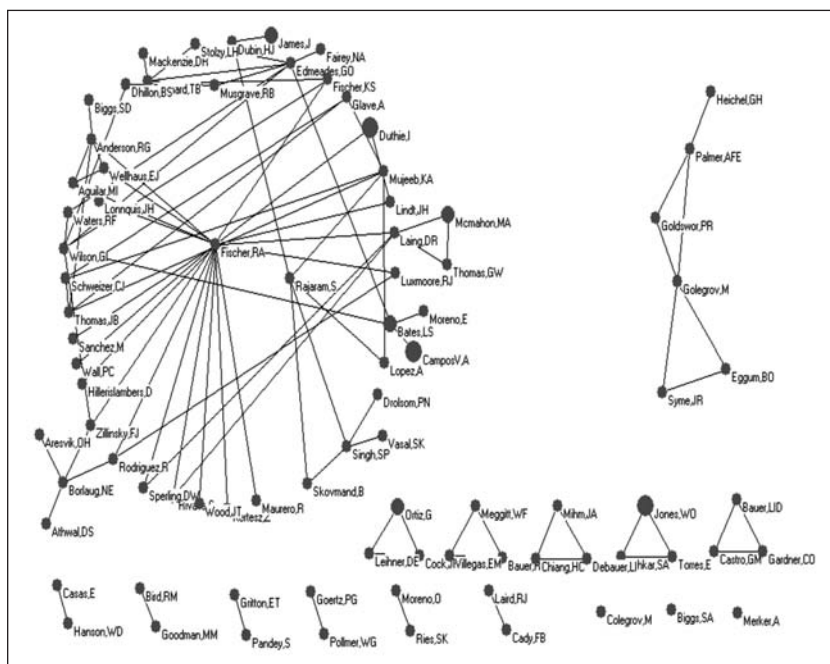 Stolzy,LH
Dubin,HJ
James,J
Mackenzie,DR
Edmeades,GO
Fairey,NA
Dhillon,BS
ard,TB
Musgrave,RB
Fischer,KS
Biggs,SD
Glave,A
Heichel,GH
Duthie,I
Anderson,RG
Palmer,AFE
Wellhaus,EJ
Mujeeb,KA
Aguilar,MI
Lonnquis,JH
Lindt,JH
Waters,RF
Mcmahon,MA
Goldswor,PR
Laing,DR
Wilson,GI
Fischer,RA
Thomas,GW
Schweizer,CJ
Rajaram,S
Luxmoore,RJ
Golegrov,M
Thomas,JB
Moreno,E
Bates,LS
Sanchez,M
CamposV,A
Wall,PC
Lopez,A
Eggum,BO
Hillerislambers,D
Syme,JR
Drolsom,PN
Zillinsky,FJ
Aresvik,OH
Vasal,SK
Singh,SP
Rodriguez,R
Borlaug,NE
Skovmand,B
Sperling,DW
Wood,JT
Maurero,R
Athwal,DS
Ortiz,G
Meggitt,WF
Mihm,JA
Jones,WO
Bauer,LID
Leihner,DE
Villegas,EM
Chiang,HC
Torres,E
Castro,GM
Gardner,CO
Casas,E
Bird,RM
Gritton,ET
Goertz,PG
Moreno,O
Laird,RJ
Colegrov,M
Biggs,SA
Merker,A
Hanson,WD
Goodman,MM
Pandey,S
Pollmer,WG
Ries,SK
Cady,FB